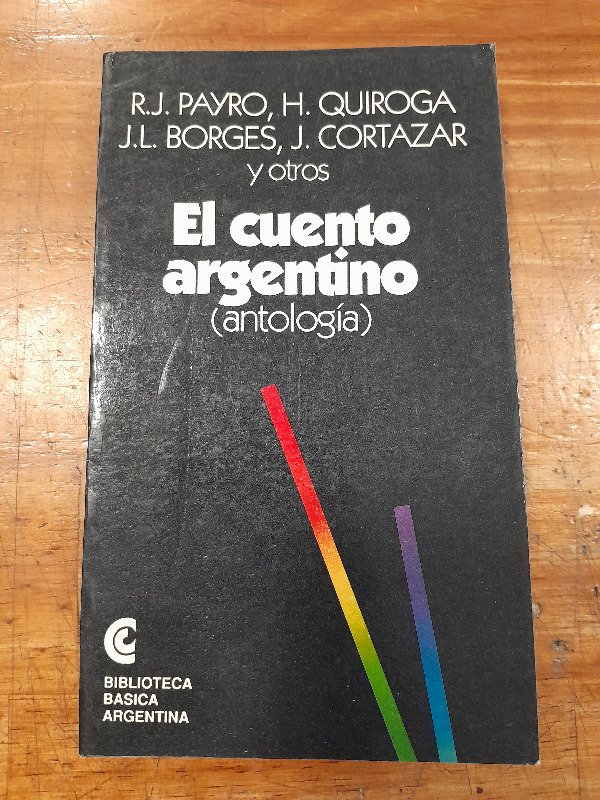 R.J. PAYRO, H. QUIROGA
J.L. BORGES, J. CORTAZAR
y otros
El cuento
argentino
(antología)
BIBLIOTECA
BASICA
ARGENTINA